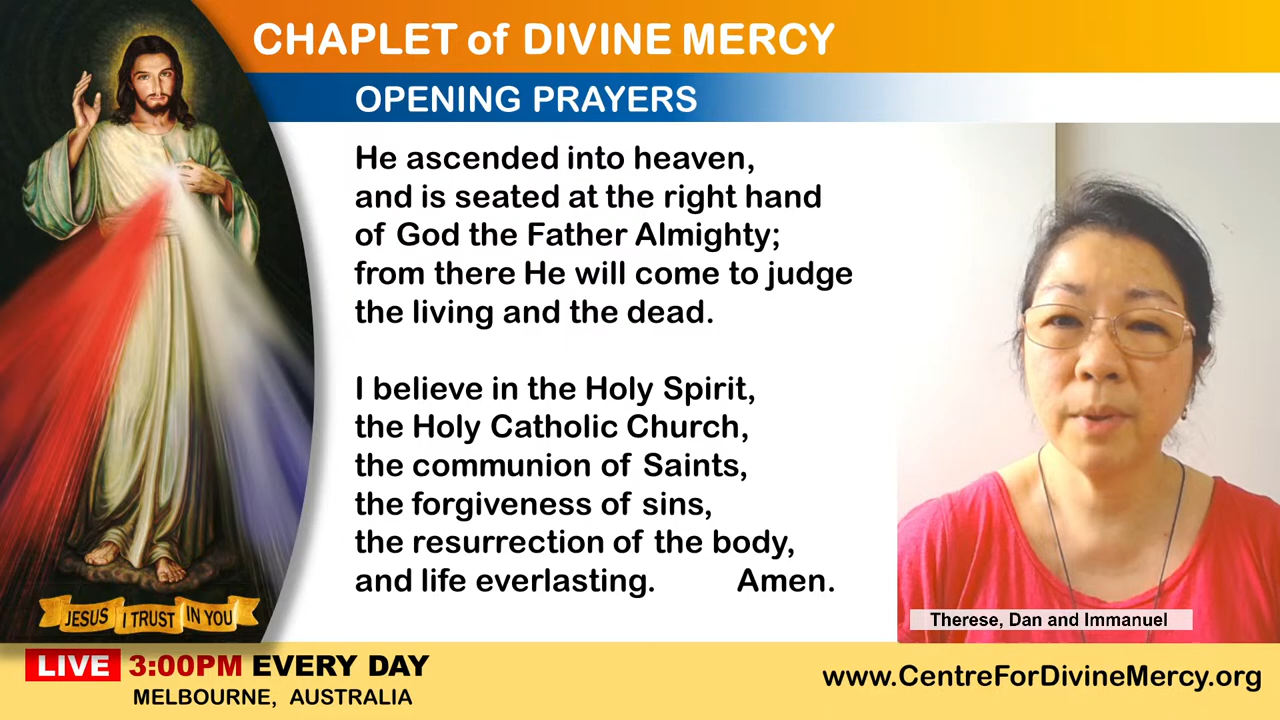 CHAPLET of DIVINE MERCY
OPENING PRAYERS
He ascended into heaven,
and is seated at the right hand
of God the Father Almighty;
from there He will come to judge
the living and the dead.
I believe in the Holy Spirit,
the Holy Catholic Church,
the communion of Saints,
the forgiveness of sins,
the resurrection of the body,
and life everlasting. Amen.
JESUS I TRUST IN YOU
Therese, Dan and Immanuel
LIVE 3:00PM EVERY DAY
MELBOURNE, AUSTRALIA
www.CentreForDivineMercy.org